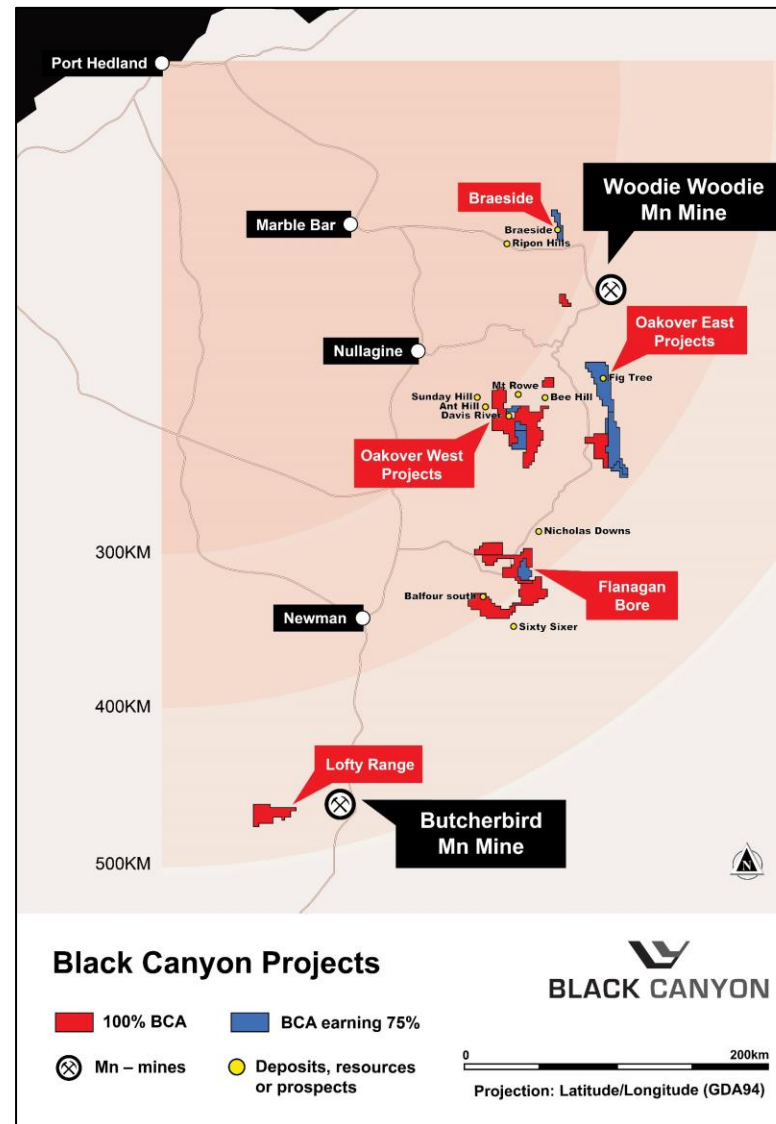 Port Hedland
Woodie Woodie
Mn Mine
Braeside
Marble Bar
Braeside
Ripon Hills
Oakover East
Projects
Nullagine
Fig Tree
Mt Rowe
Sunday Hill
Bee Hill
Ant Hill
Davis River
Oakover West
Projects
Nicholas Downs
300KM
Flanagan
Bore
Balfour south
Newman
Sixty Sixer
400KM
Lofty Range
Butcherbird
Mn Mine
500KM
N
Black Canyon Projects
BLACK CANYON
100% BCA
BCA earning 75%
Mn – mines
Deposits, resources
or prospects
0
200km
Projection: Latitude/Longitude (GDA94)